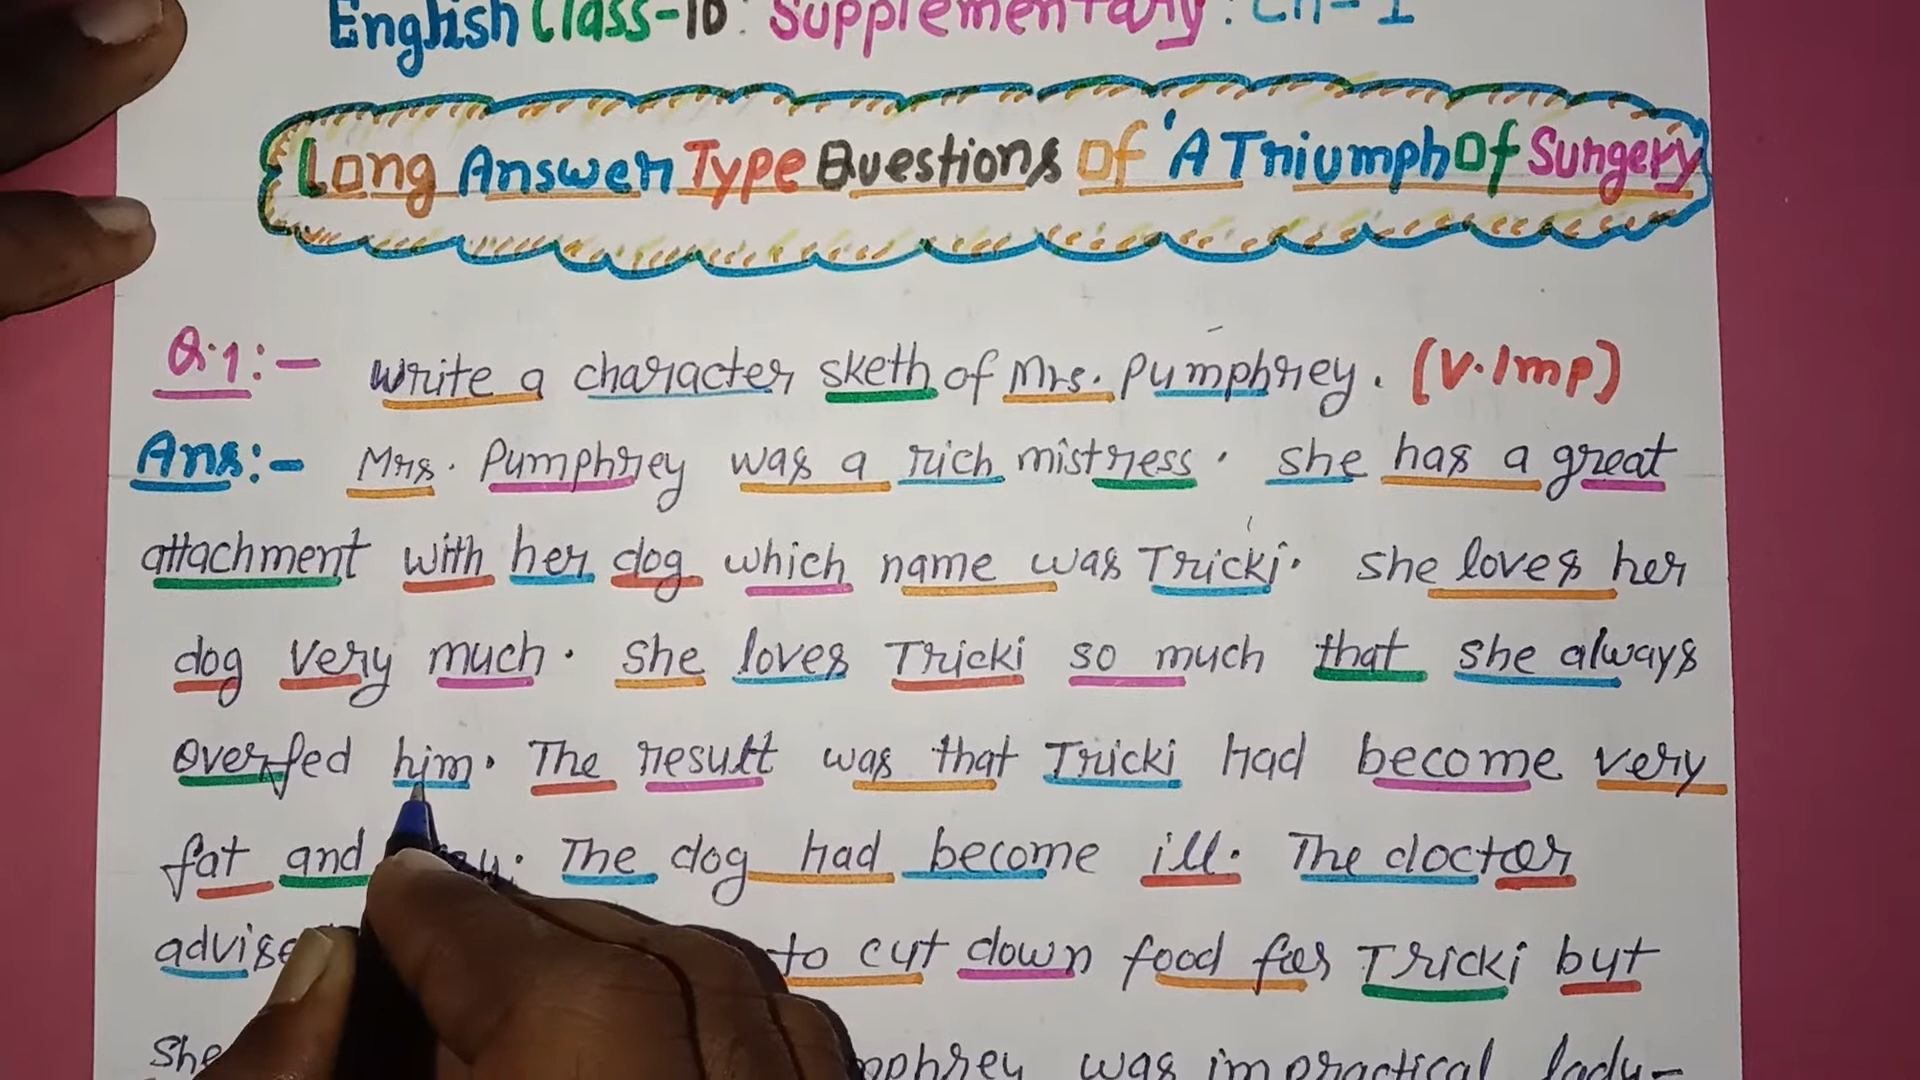 English Class-10: Supplementary: Ch-1
Long Answer Type Questions Of 'A Triumph Of Surgery
Q.1:- Write a character sketh of Mrs. Pumphrey. (V.Imp)
Ans:- Mrs. Pumphrey was a rich mistress. she has a great
attachment with her dog which name was Tricki. She loves her
dog very much. She loves Tricki so much that she always
overfed him. The result was that Tricki had become very
fat and The dog had become ill. The doctor
to cut down food for Tricki but
She was impractical lady-